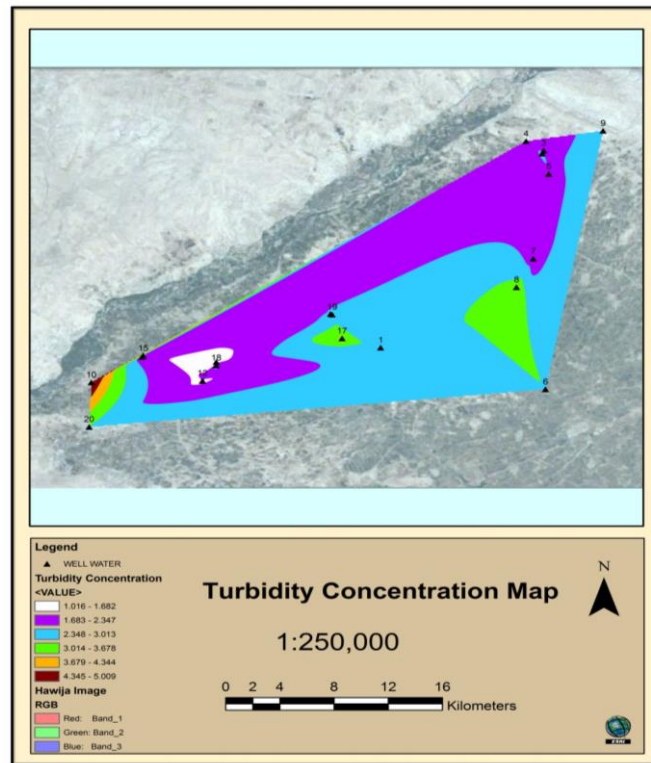 9
4
2
5
7
8
19
17
1
15
18
12
10
6
20
Legend
WELL WATER
Turbidity Concentration
<VALUE>
1.016 - 1.682
1.683 - 2.347
2.348 - 3.013
3.014 - 3.678
3.679 - 4.344
4.345 - 5.009
Hawija Image
RGB
Red: Band_1
Green: Band_2
Blue: Band_3
Turbidity Concentration Map
1:250,000
0 2 4 8 12 16
Kilometers
N